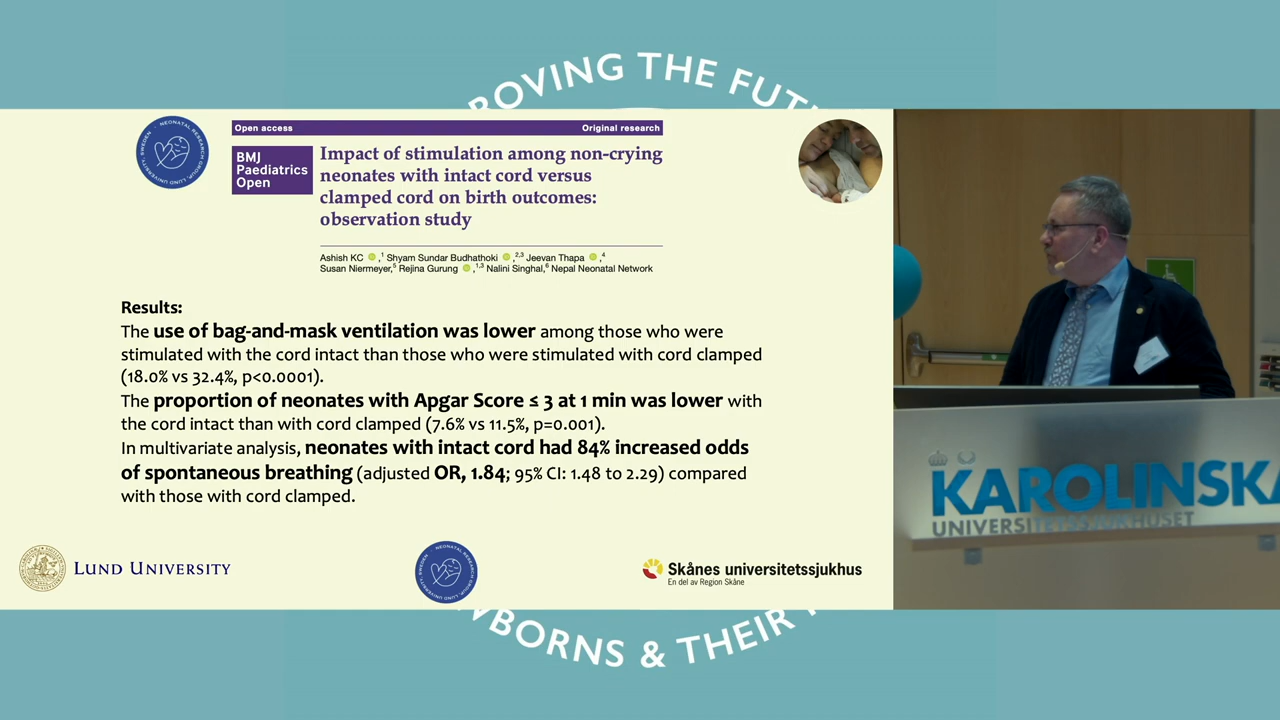 ROVING THE FUT
Open access
Original research
BMJ
Paediatrics
Open
Impact of stimulation among non-crying
neonates with intact cord versus
clamped cord on birth outcomes:
observation study
Ashish KC ,1 Shyam Sundar Budhathoki ,2,3 Jeevan Thapa ,4
Susan Niermeyer,5 Rejina Gurung ,1,3 Nalini Singhal,6 Nepal Neonatal Network
Results:
The use of bag-and-mask ventilation was lower among those who were
stimulated with the cord intact than those who were stimulated with cord clamped
(18.0% vs 32.4%, p<0.0001).
The proportion of neonates with Apgar Score ≤ 3 at 1 min was lower with
the cord intact than with cord clamped (7.6% vs 11.5%, p=0.001).
In multivariate analysis, neonates with intact cord had 84% increased odds
of spontaneous breathing (adjusted OR, 1.84; 95% CI: 1.48 to 2.29) compared
with those with cord clamped.
LUND UNIVERSITY
NEONATAL RESEARCH GROUP, LUND UNIVERSITY, SWEDEN
Skånes universitetssjukhus
En del av Region Skåne
KAROLINSKA
UNIVERSITETSSJUKHUSET
WBORNS & THEIR